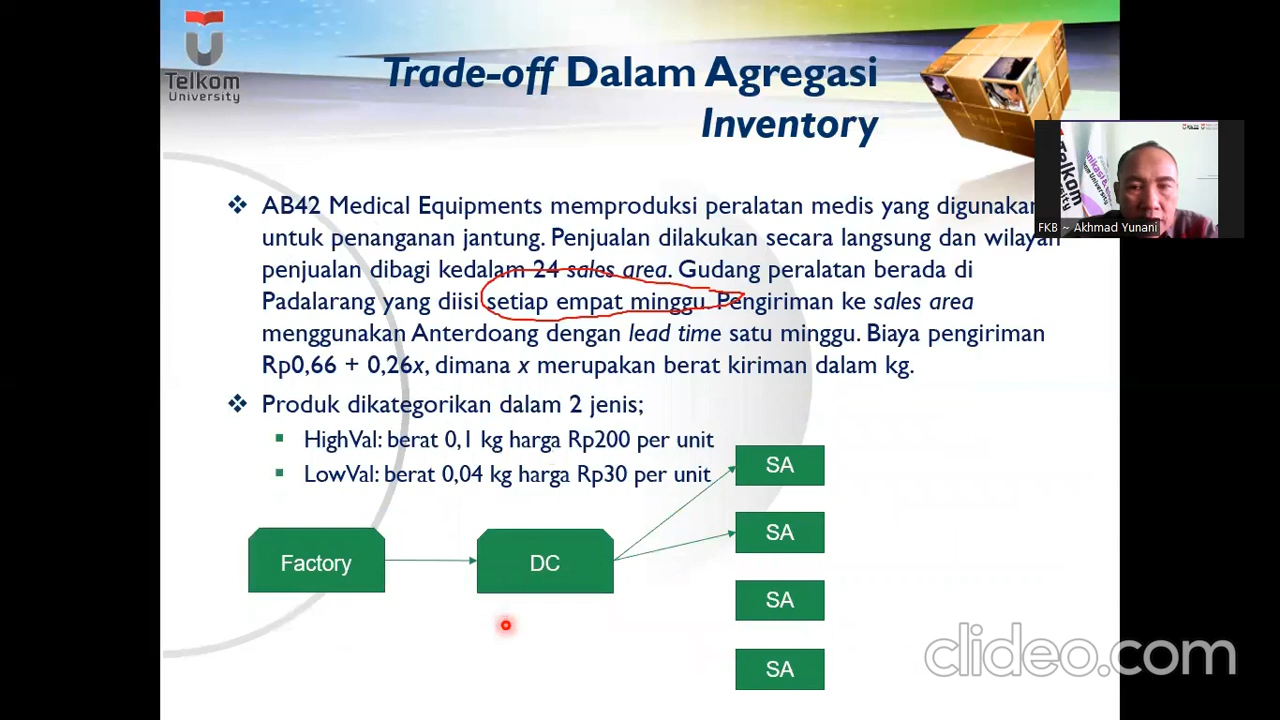 Telkom
University
Trade-off Dalam Agregasi
Inventory
AB42 Medical Equipments memproduksi peralatan medis yang digunakan
untuk penanganan jantung. Penjualan dilakukan secara langsung dan wilayah
penjualan dibagi kedalam 24 sales area. Gudang peralatan berada di
Padalarang yang diisi setiap empat minggu. Pengiriman ke sales area
menggunakan Anterdoang dengan lead time satu minggu. Biaya pengiriman
Rp0,66 + 0,26x, dimana x merupakan berat kiriman dalam kg.
Produk dikategorikan dalam 2 jenis;
HighVal: berat 0,1 kg harga Rp200 per unit
LowVal: berat 0,04 kg harga Rp30 per unit
Factory
DC
SA
SA
SA
SA
Telkom
FKB ~ Akhmad Yunani
clideo.com